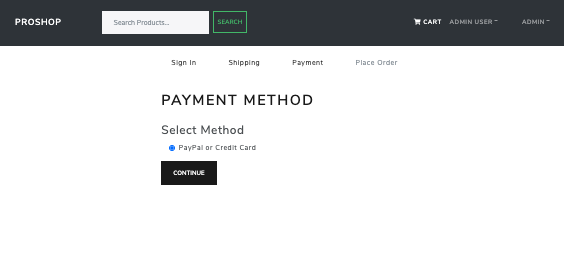 PROSHOP Search Products... SEARCH CART ADMIN USER ADMIN
Sign In Shipping Payment Place Order
PAYMENT METHOD
Select Method
PayPal or Credit Card
CONTINUE